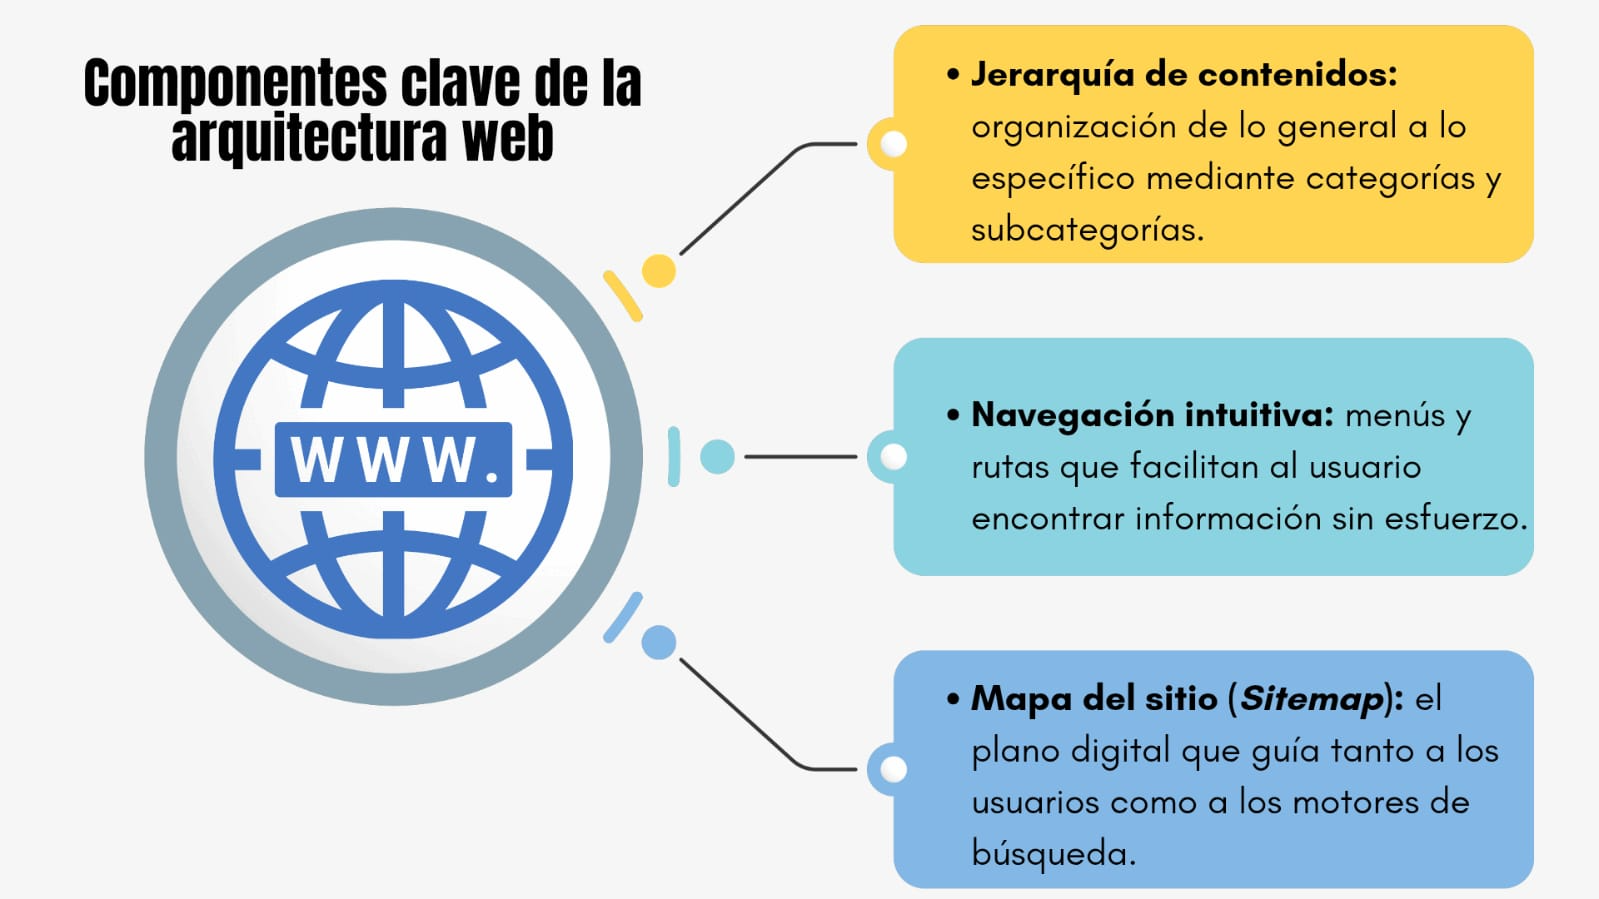 Componentes clave de la
arquitectura web
WWW.
• Jerarquía de contenidos:
organización de lo general a lo
específico mediante categorías y
subcategorías.
• Navegación intuitiva: menús y
rutas que facilitan al usuario
encontrar información sin esfuerzo.
• Mapa del sitio (Sitemap): el
plano digital que guía tanto a los
usuarios como a los motores de
búsqueda.